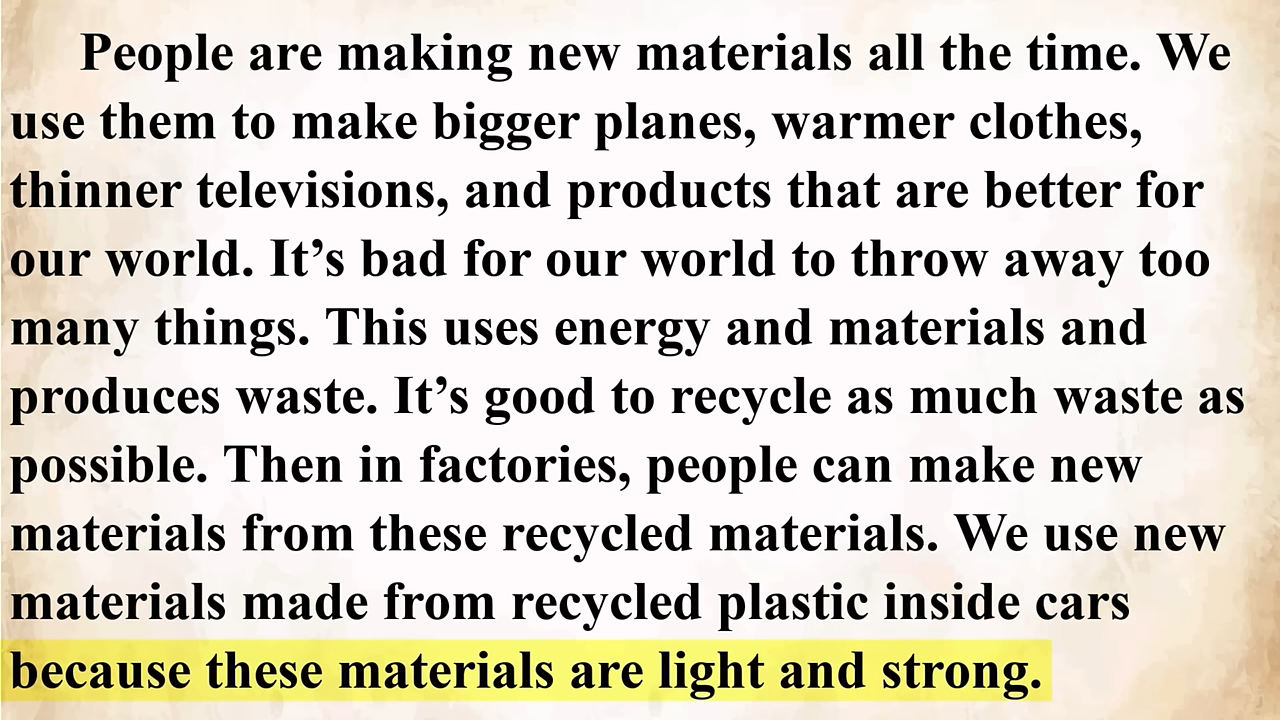 People are making new materials all the time. We
use them to make bigger planes, warmer clothes,
thinner televisions, and products that are better for
our world. It’s bad for our world to throw away too
many things. This uses energy and materials and
produces waste. It’s good to recycle as much waste as
possible. Then in factories, people can make new
materials from these recycled materials. We use new
materials made from recycled plastic inside cars
because these materials are light and strong.